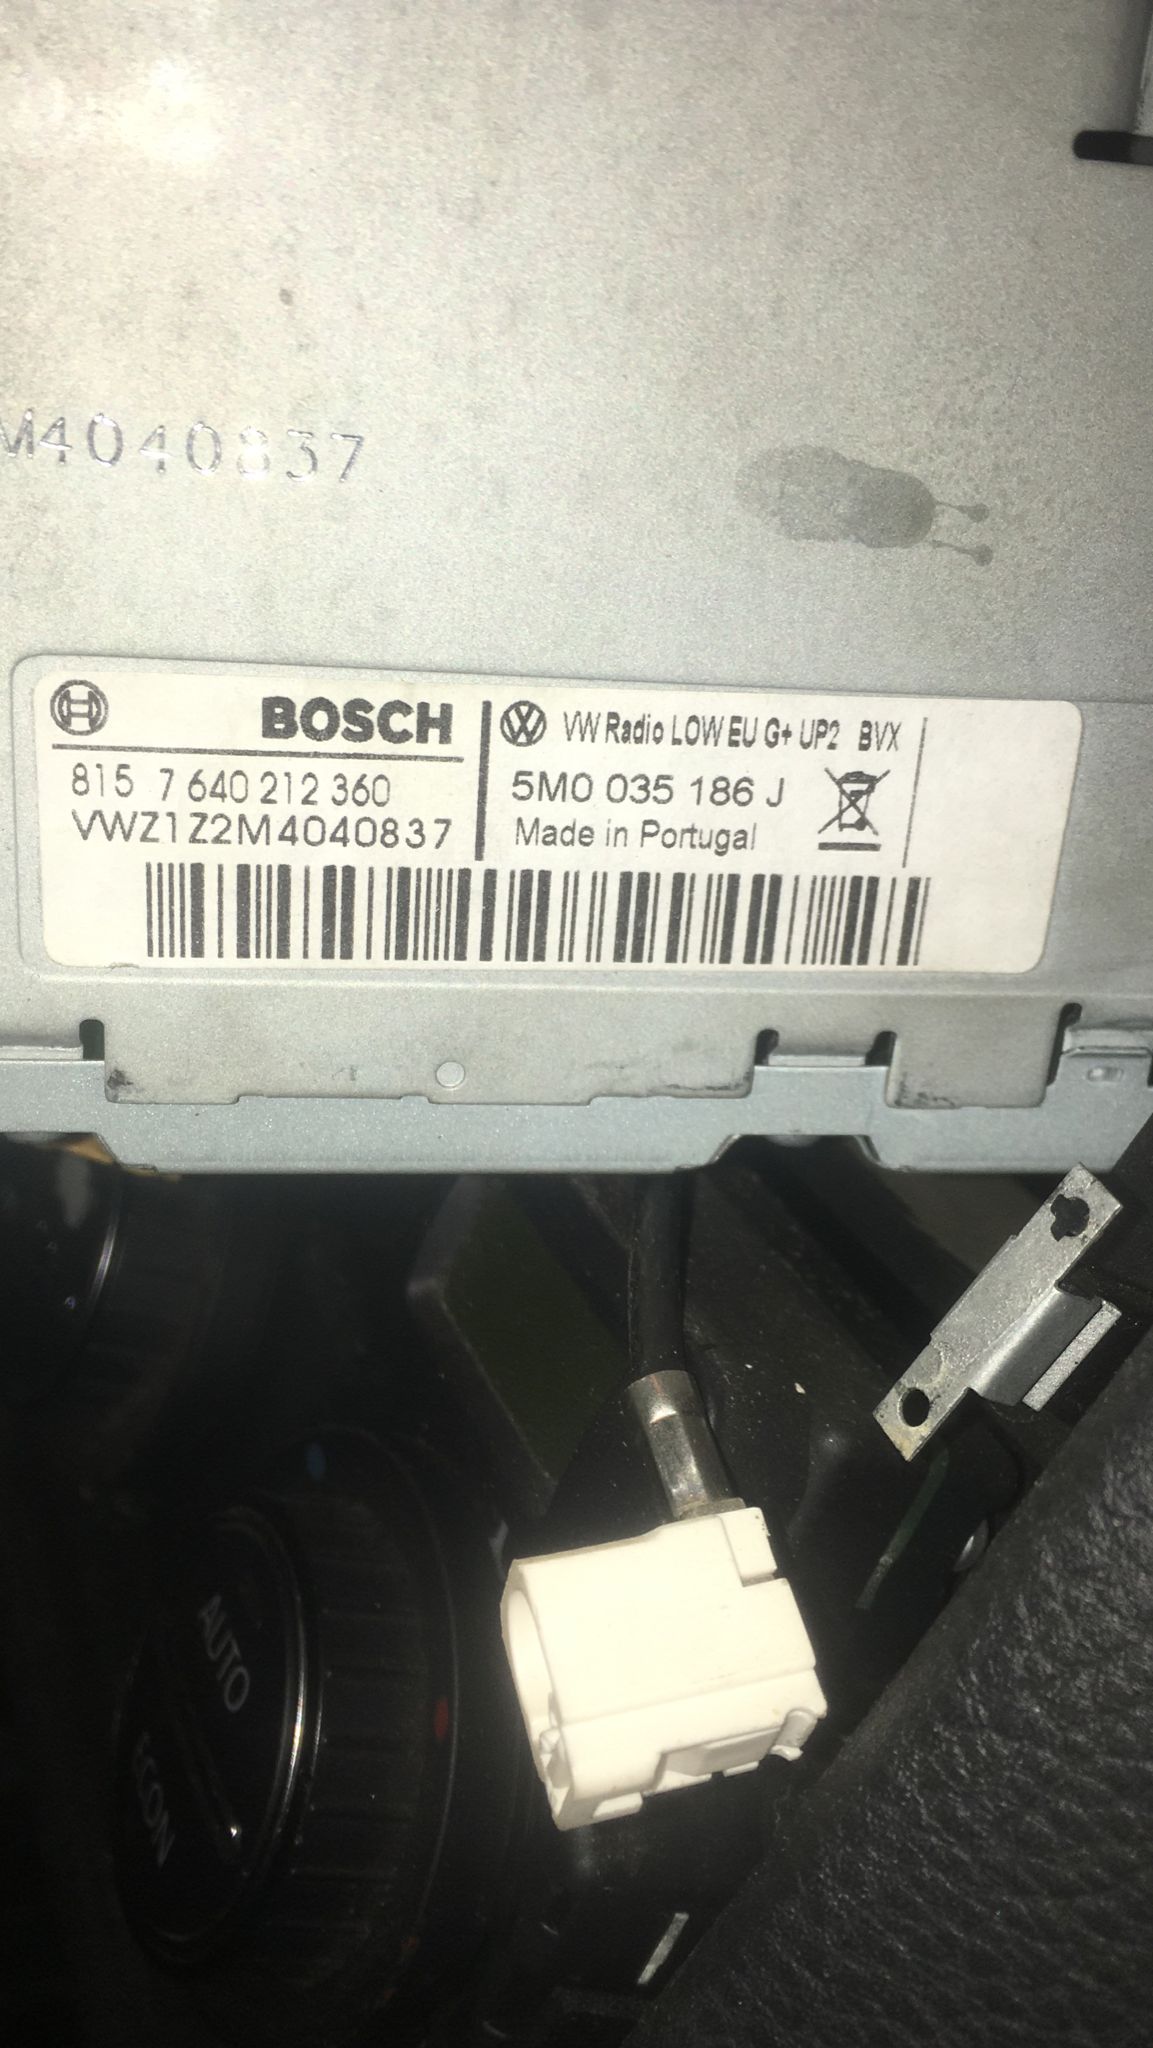 M4040837
BOSCH
815 7 640 212 360
VWZ1Z2M4040837
VW Radio LOW EU G+ UP2 BVX
5M0 035 186 J
Made in Portugal
AUTO
ECON